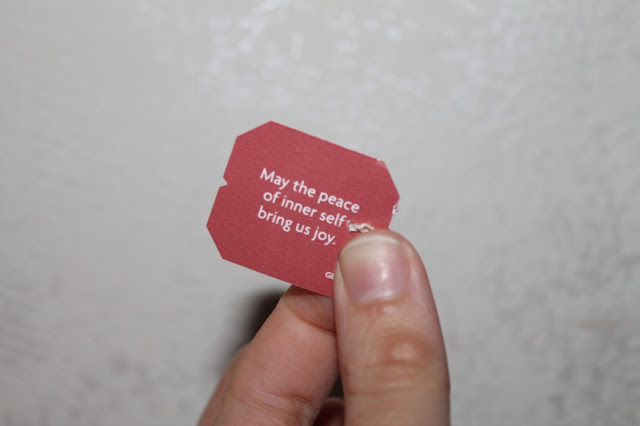 May the peace
of inner self
bring us joy.